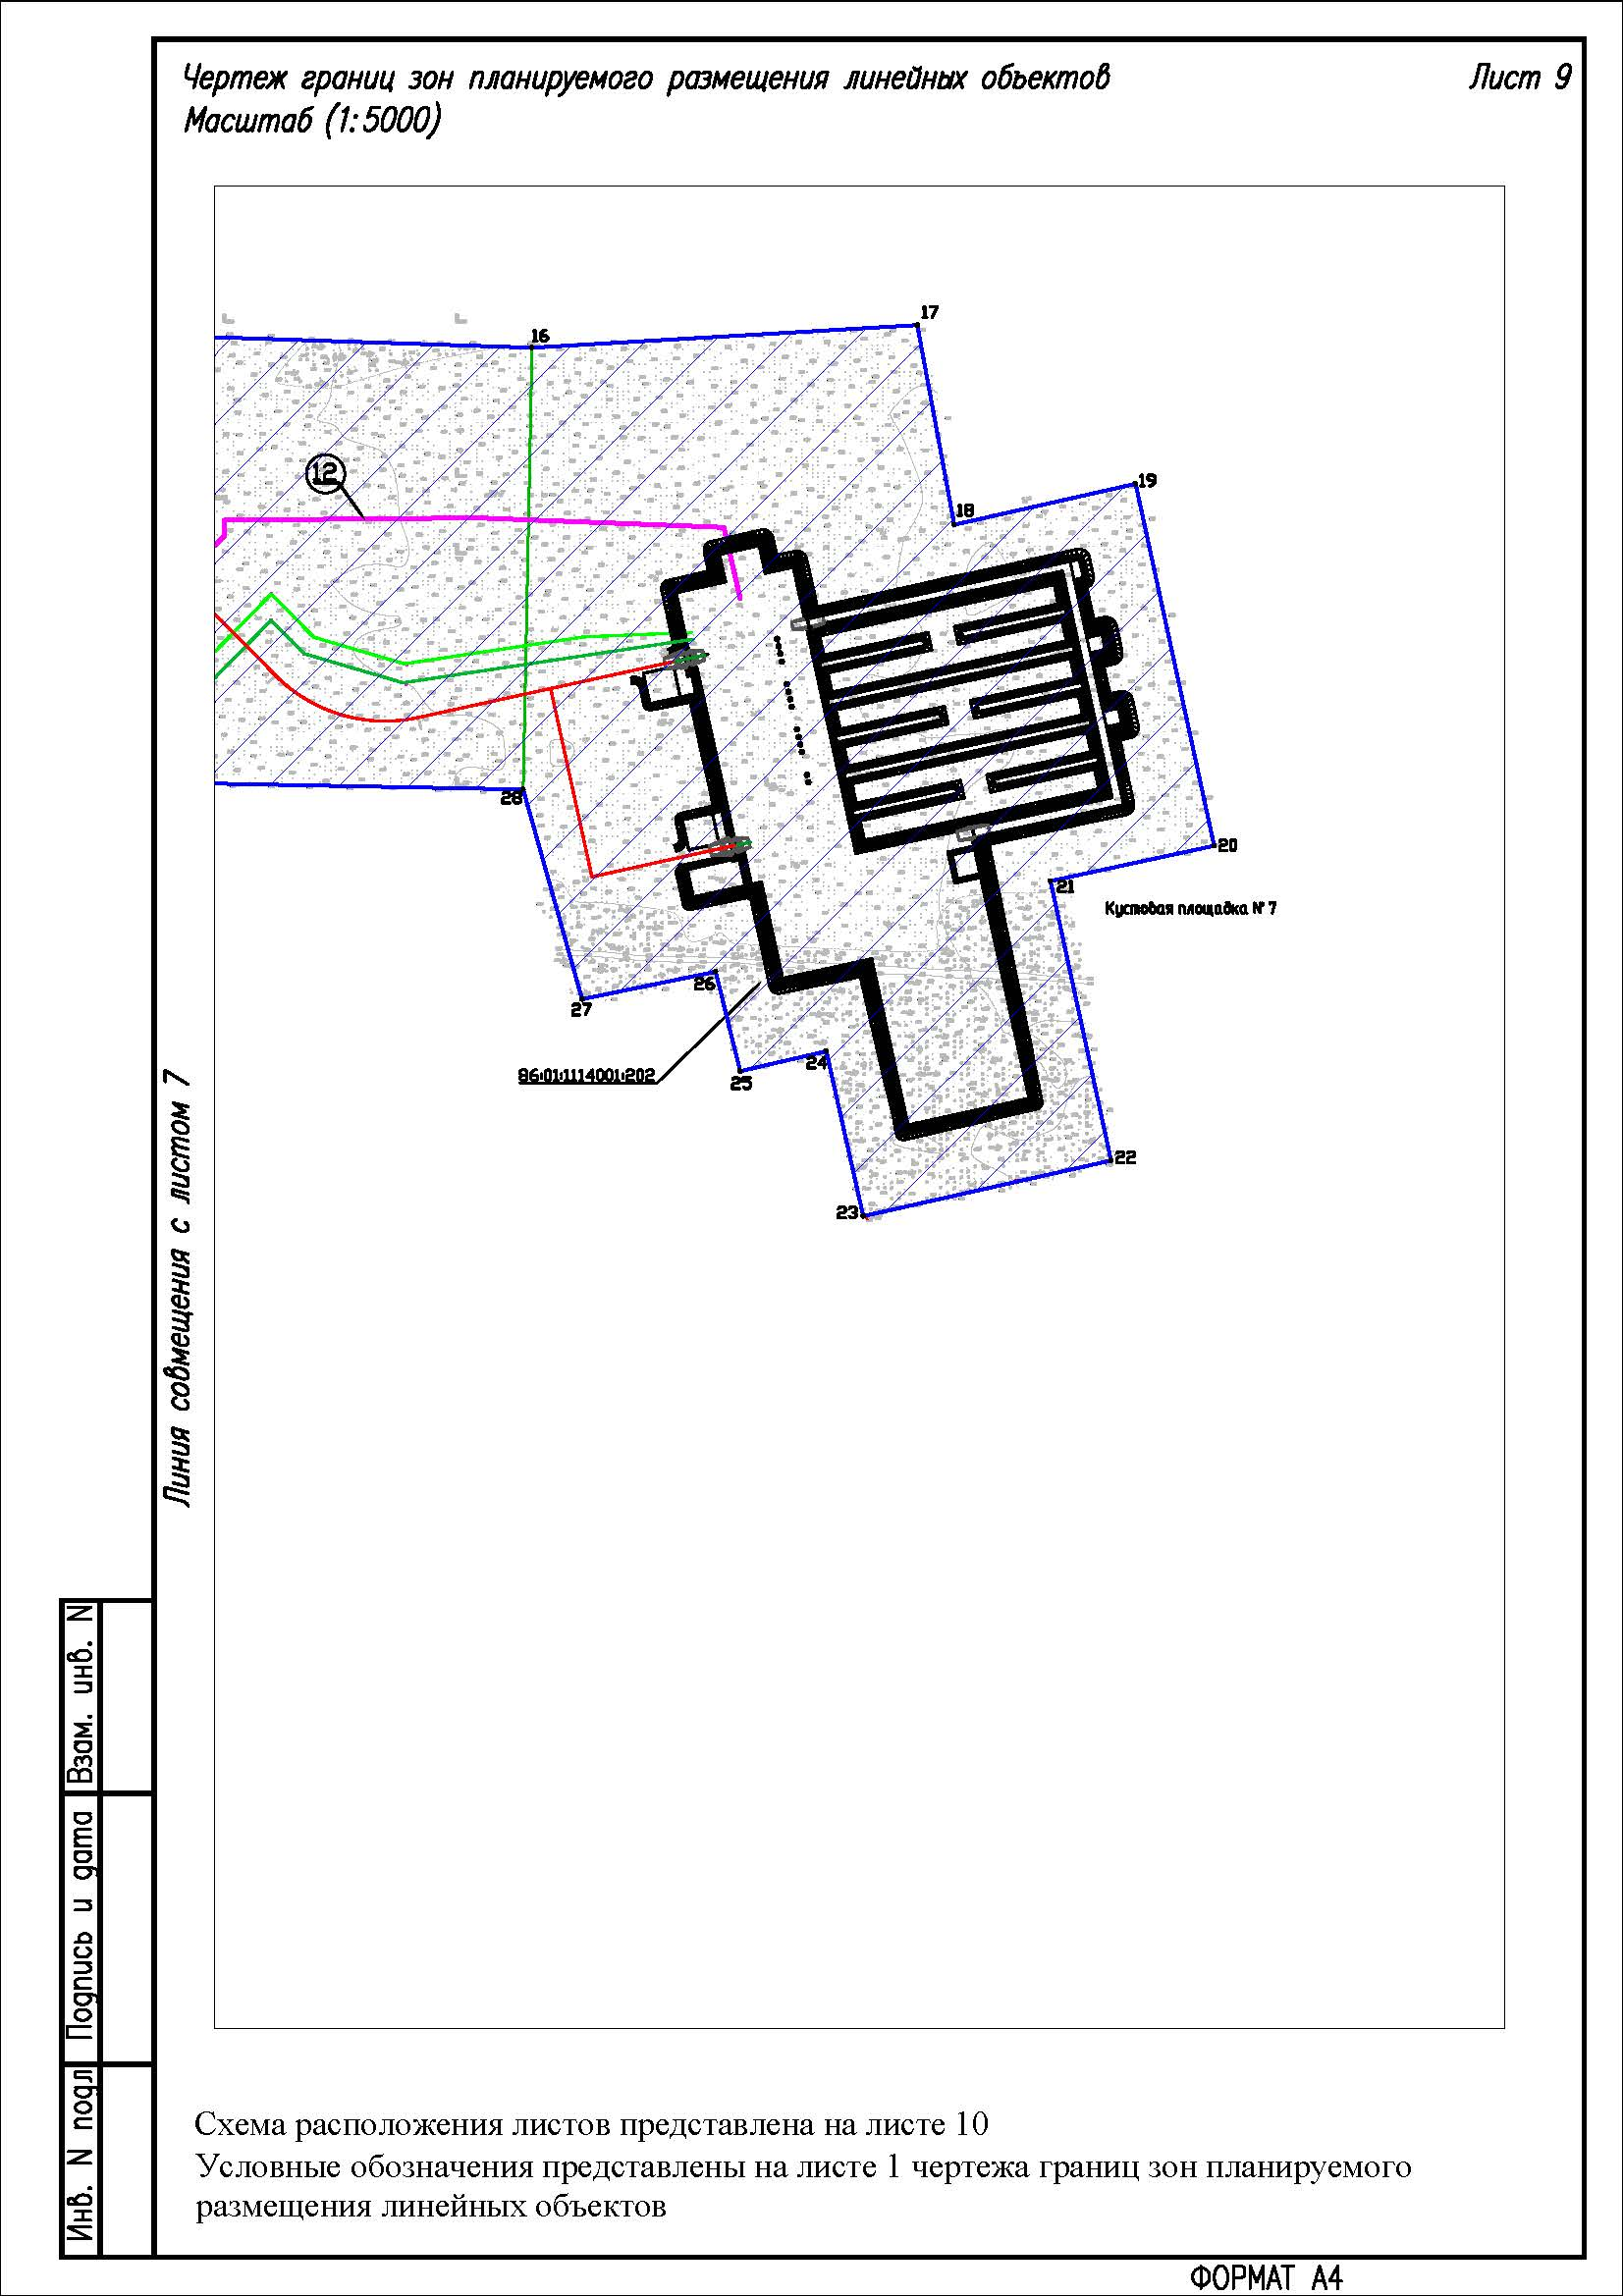 Чертеж границ зон планируемого размещения линейных объектов
Лист 9
Масштаб (1:5000)
17
16
19
12
18
28
20
21
Кустовая площадка № 7
26
27
24
86:01:1114001:202
25
22
23
Линия совмещения с листом 7
Взам. инв. N
Подпись и дата
Инв. N подл
Схема расположения листов представлена на листе 10
Условные обозначения представлены на листе 1 чертежа границ зон планируемого
размещения линейных объектов
ФОРМАТ А4